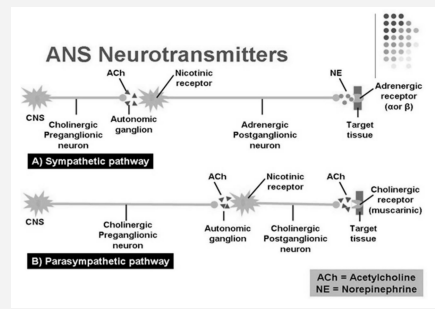 ANS Neurotransmitters
ACh
Nicotinic
receptor
NE
Adrenergic
receptor
(αor β)
CNS
Cholinergic
Preganglionic
neuron
Autonomic
ganglion
Adrenergic
Postganglionic
neuron
Target
tissue
A) Sympathetic pathway
ACh
Nicotinic
receptor
ACh
Cholinergic
receptor
(muscarinic)
CNS
Cholinergic
Preganglionic
neuron
Autonomic
ganglion
Cholinergic
Postganglionic
neuron
Target
tissue
B) Parasympathetic pathway
ACh = Acetylcholine
NE = Norepinephrine